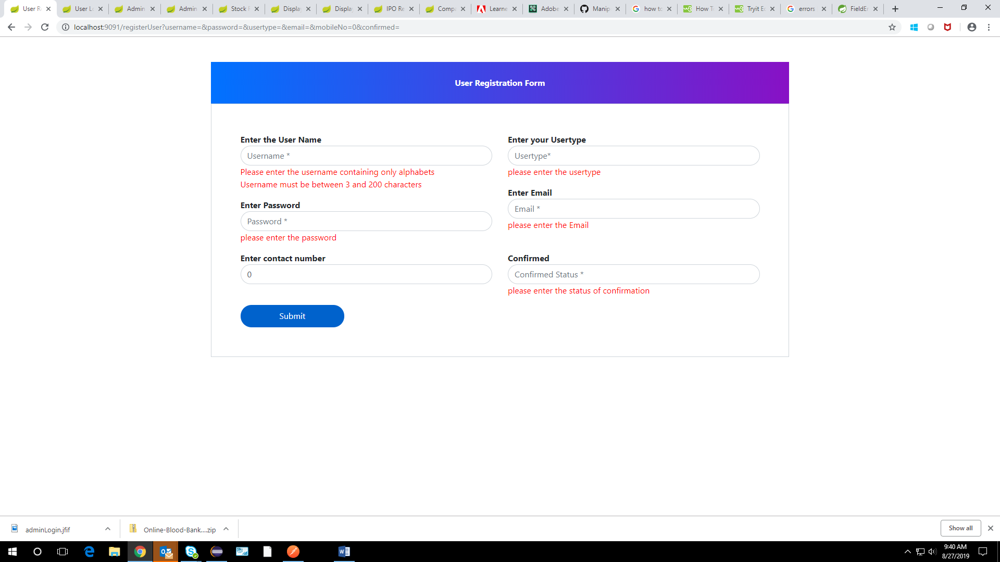 User R
User Lo
Admin
Admin
Stock
Display
Display
IPO Re
Compa
Learne
Adobe
Manip
how to
How T
Tryit E
errors
FieldEr
localhost:9091/registerUser?username=&password=&usertype=&email=&mobileNo=0&confirmed=
User Registration Form
Enter the User Name
Username *
Please enter the username containing only alphabets
Username must be between 3 and 200 characters
Enter your Usertype
Usertype*
please enter the usertype
Enter Password
Password *
please enter the password
Enter Email
Email *
please enter the Email
Enter contact number
0
Confirmed
Confirmed Status *
please enter the status of confirmation
Submit
adminLogin.jfif
Online-Blood-Bank....zip
Show all
9:40 AM
8/27/2019